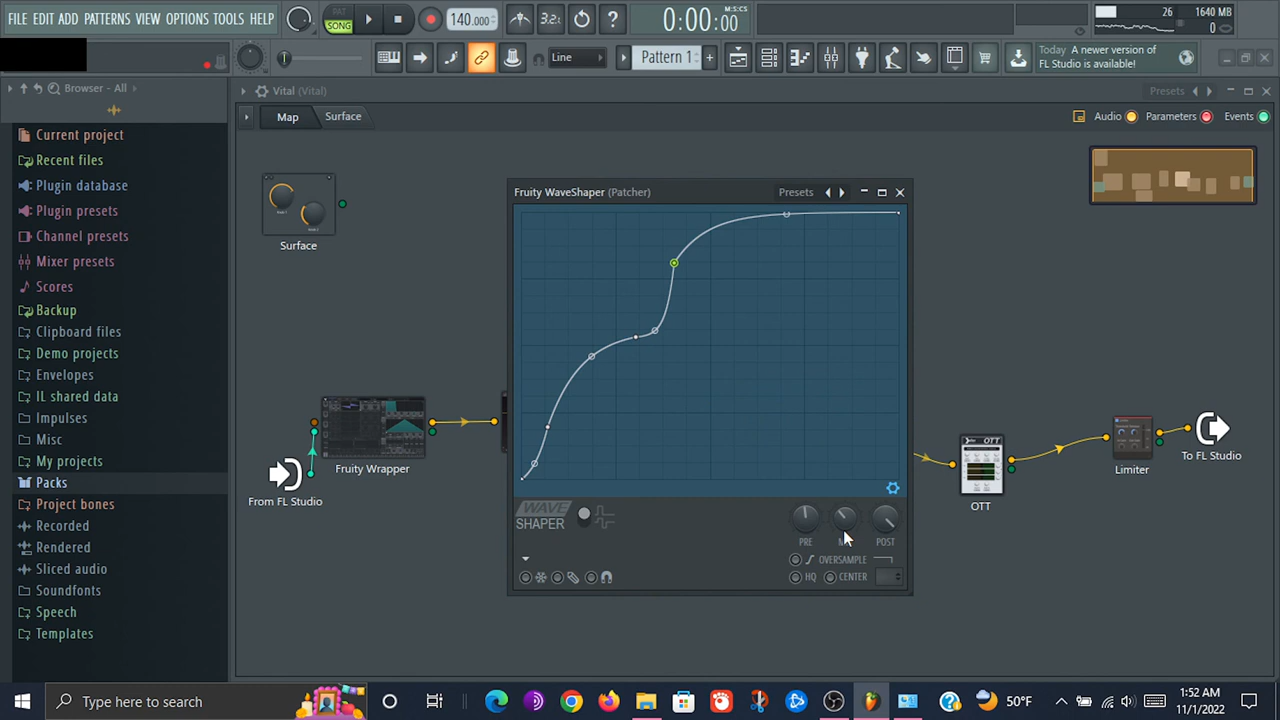 FILE EDIT ADD PATTERNS VIEW OPTIONS TOOLS HELP
PAT
SONG
140.000
3.2.
?
0:00:00
M:S:CS
26
1640 MB
0
Line
Pattern 1
+
Today A newer version of
FL Studio is available!
Browser - All
Vital (Vital)
Presets
Map
Surface
Audio
Parameters
Events
Current project
Recent files
Plugin database
Plugin presets
Channel presets
Mixer presets
Scores
Backup
Clipboard files
Demo projects
Envelopes
IL shared data
Impulses
Misc
My projects
Packs
Project bones
Recorded
Rendered
Sliced audio
Soundfonts
Speech
Templates
Surface
From FL Studio
Fruity Wrapper
Fruity WaveShaper (Patcher)
Presets
WAVE
SHAPER
PRE
POST
OVERSAMPLE
HQ
CENTER
OTT
OTT
Limiter
To FL Studio
Type here to search
50°F
1:52 AM
11/1/2022